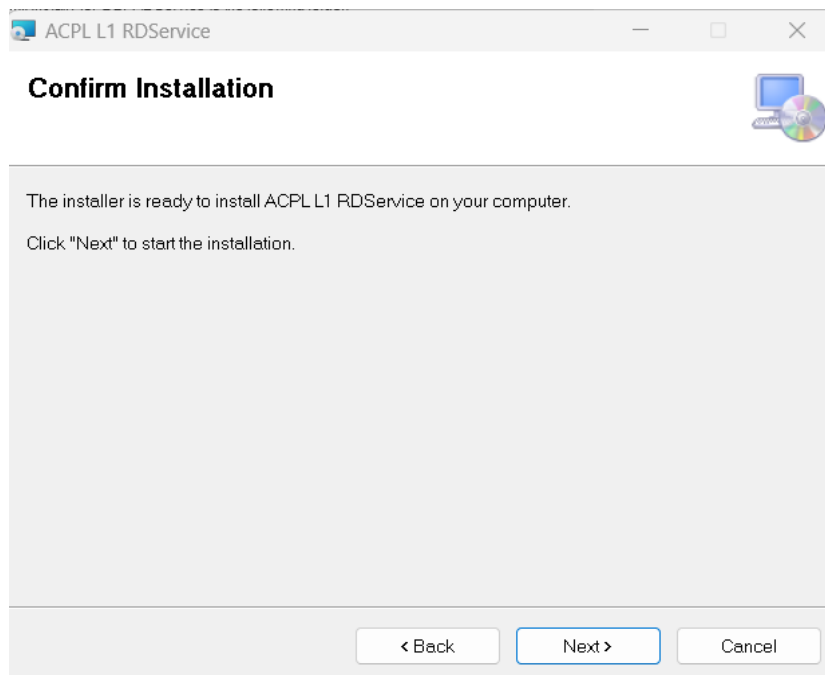 ACPL L1 RDService
Confirm Installation
The installer is ready to install ACPL L1 RDService on your computer.
Click "Next" to start the installation.
< Back
Next >
Cancel